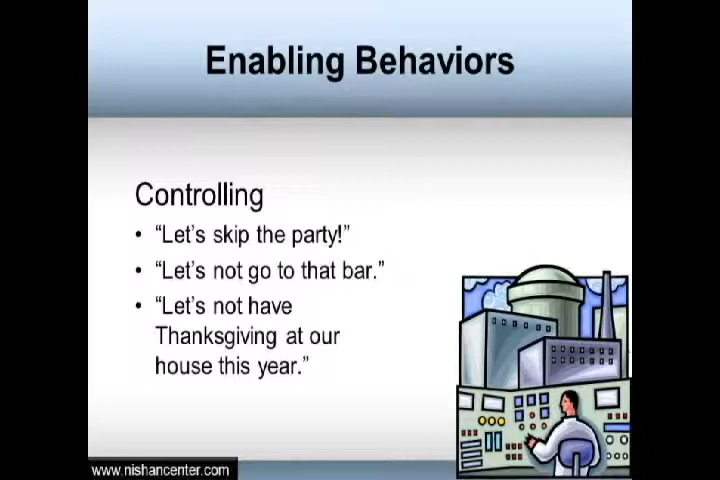 Enabling Behaviors
Controlling
• “Let’s skip the party!”
• “Let’s not go to that bar.”
• “Let’s not have
Thanksgiving at our
house this year.”
www.nishancenter.com